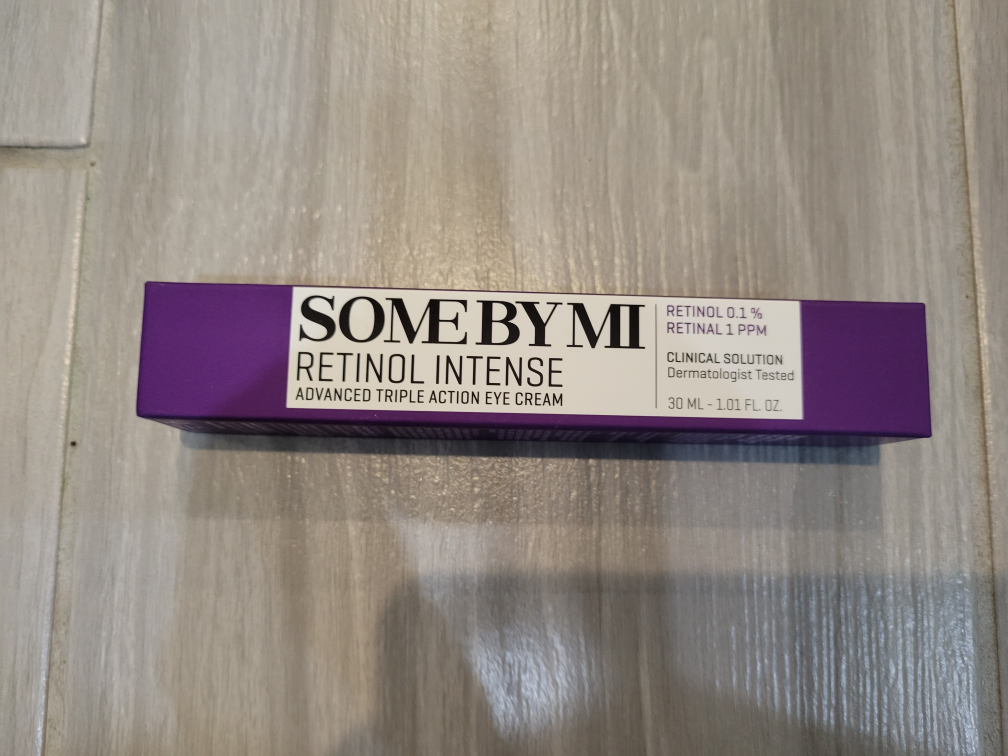 SOME BY MI
RETINOL INTENSE
ADVANCED TRIPLE ACTION EYE CREAM
RETINOL 0.1 %
RETINAL 1 PPM
CLINICAL SOLUTION
Dermatologist Tested
30 ML - 1.01 FL. OZ.